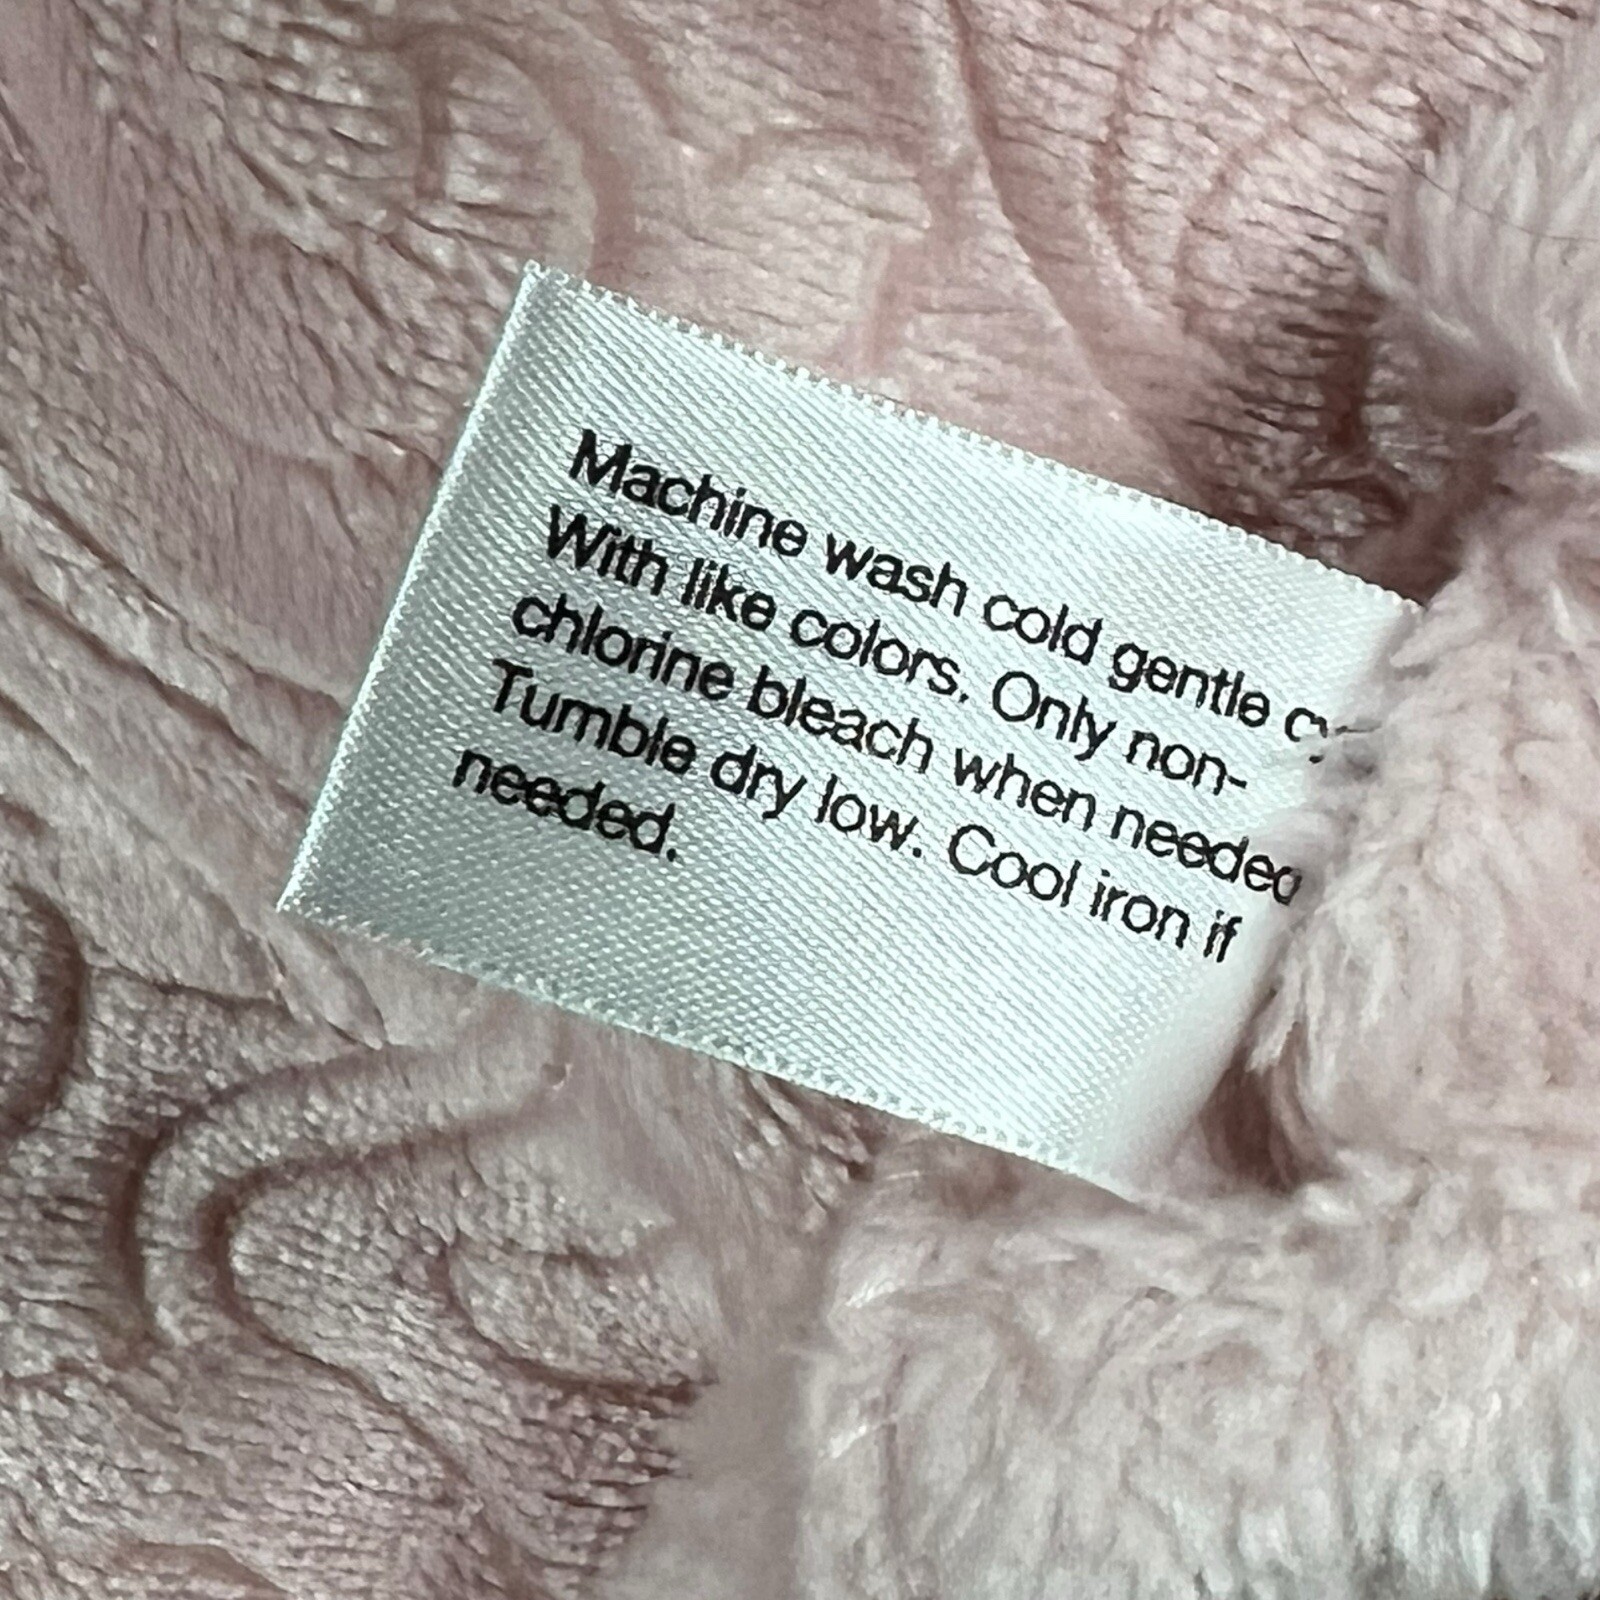 Machine wash cold gentle cy
With like colors. Only non-
chlorine bleach when needed
Tumble dry low. Cool iron if
needed.